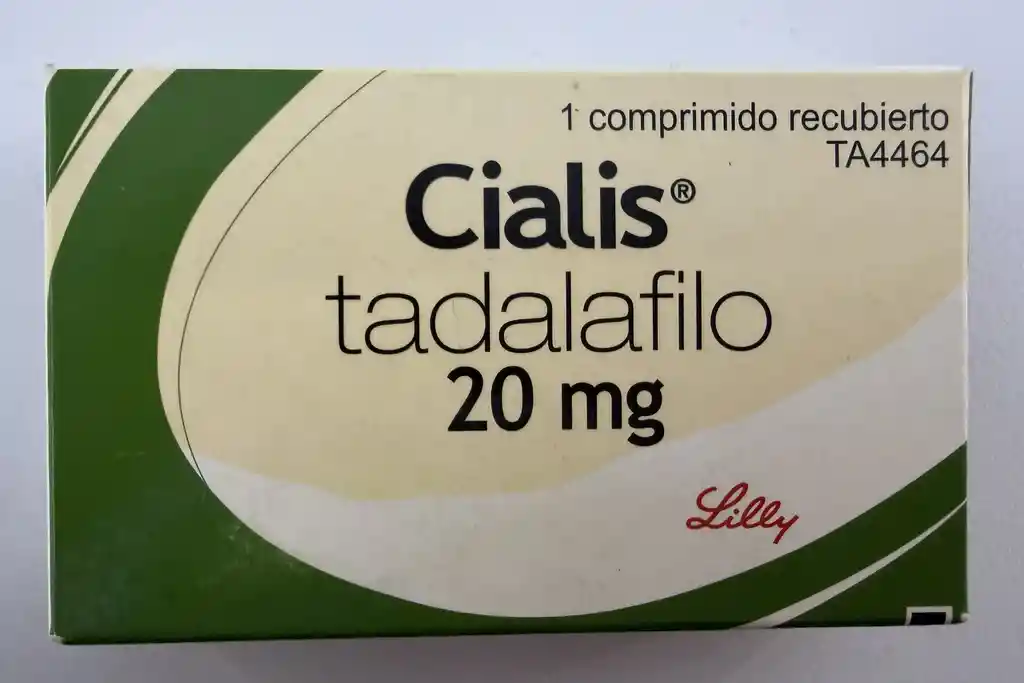 1 comprimido recubierto
TA4464
Cialis®
tadalafilo
20 mg
Lilly